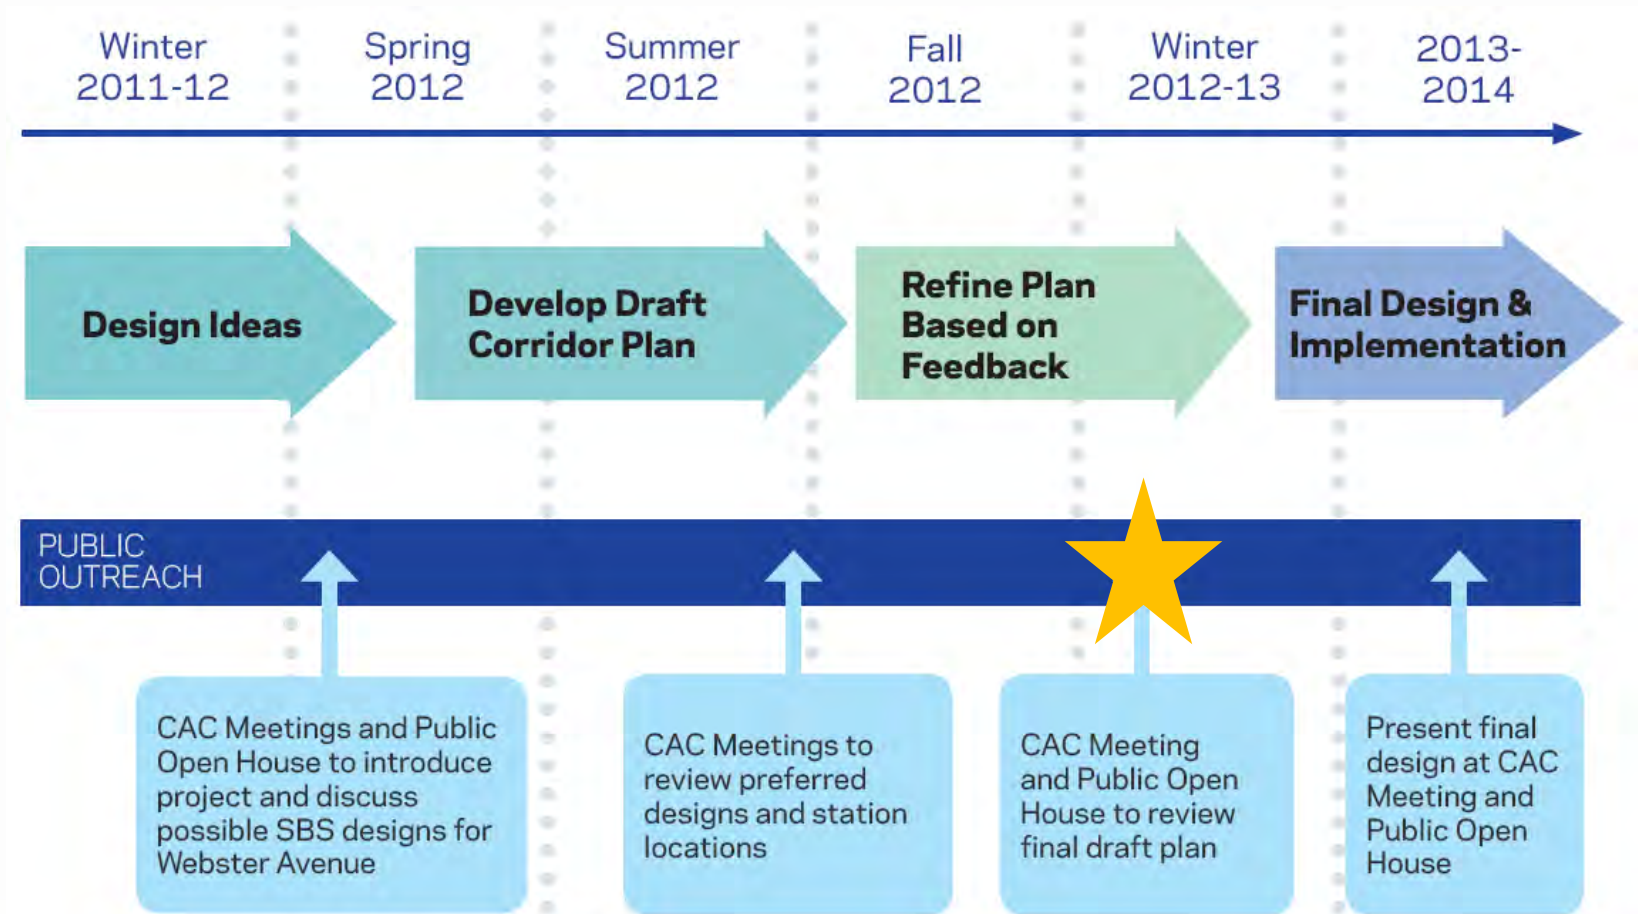 Winter
2011-12
Spring
2012
Summer
2012
Fall
2012
Winter
2012-13
2013-
2014
Design Ideas
Develop Draft
Corridor Plan
Refine Plan
Based on
Feedback
Final Design &
Implementation
PUBLIC
OUTREACH
CAC Meetings and Public
Open House to introduce
project and discuss
possible SBS designs for
Webster Avenue
CAC Meetings to
review preferred
designs and station
locations
CAC Meeting
and Public Open
House to review
final draft plan
Present final
design at CAC
Meeting and
Public Open
House